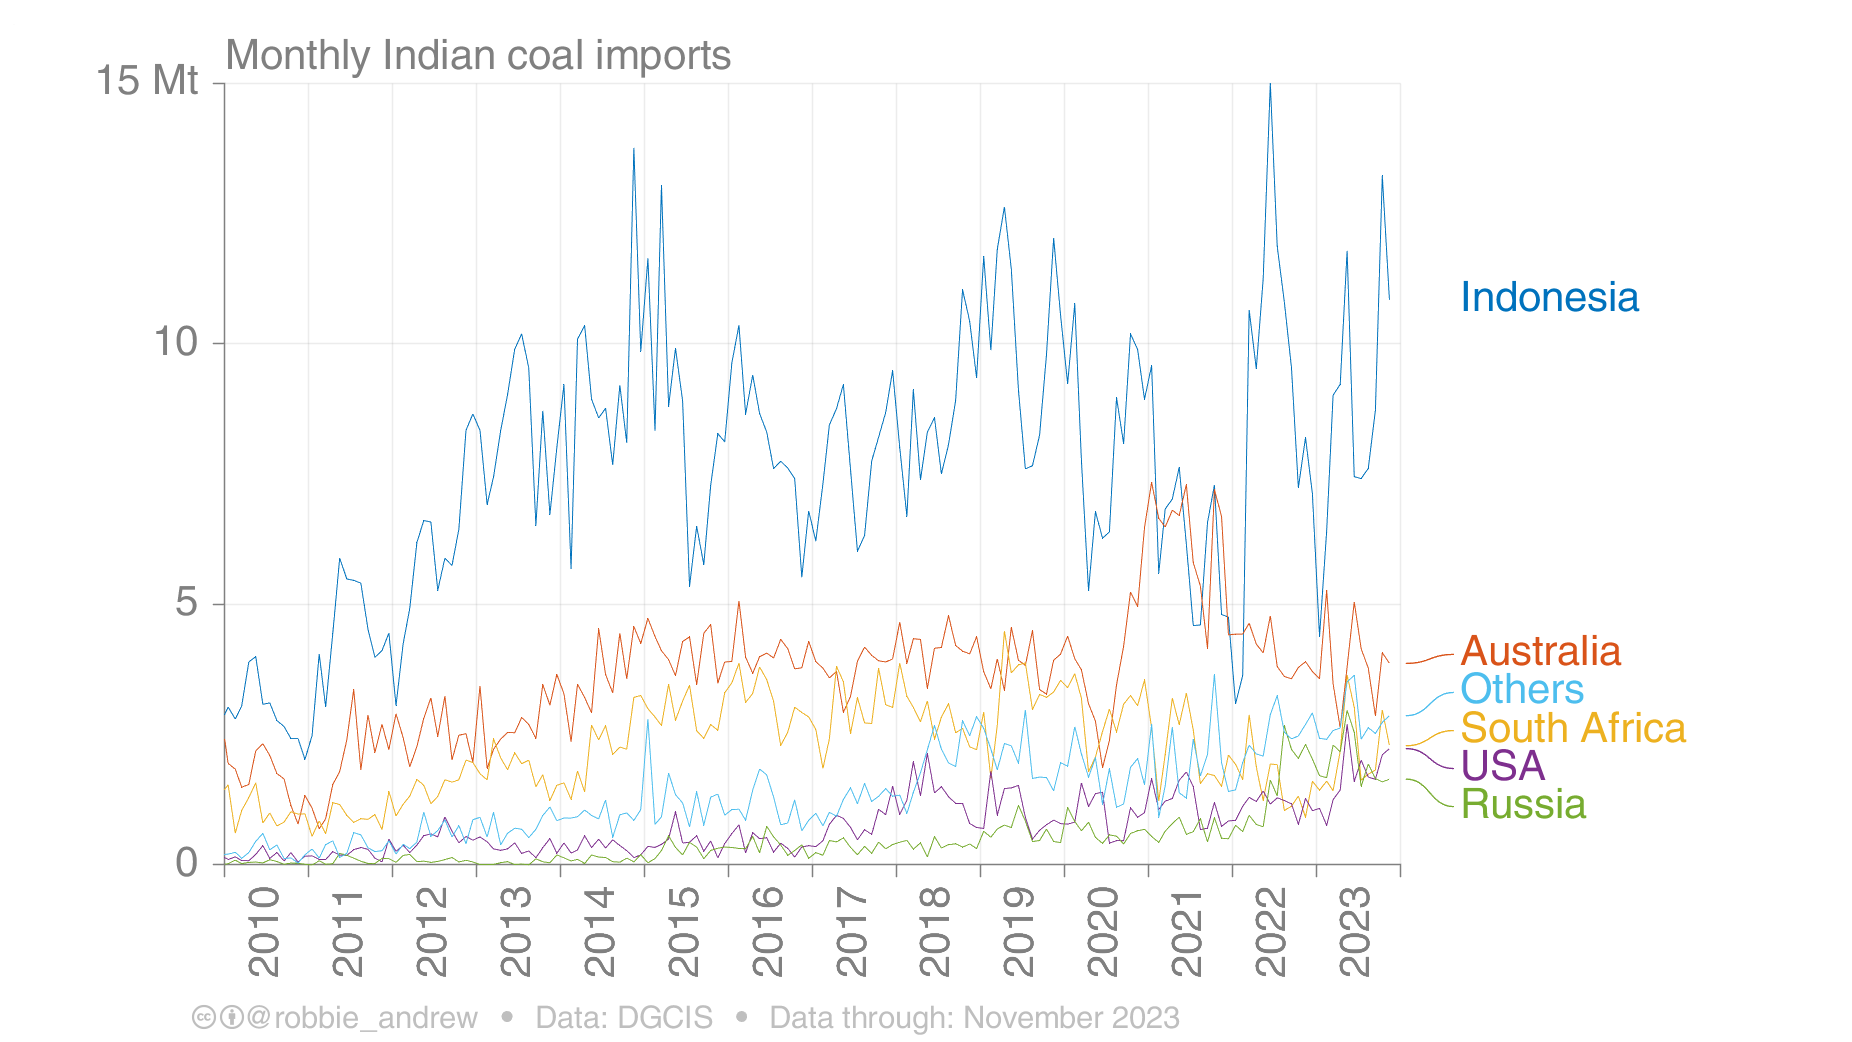 Monthly Indian coal imports
15 Mt
10
5
0
Indonesia
Australia
Others
South Africa
USA
Russia
2010 2011 2012 2013 2014 2015 2016 2017 2018 2019 2020 2021 2022 2023
@robbie_andrew • Data: DGCIS • Data through: November 2023